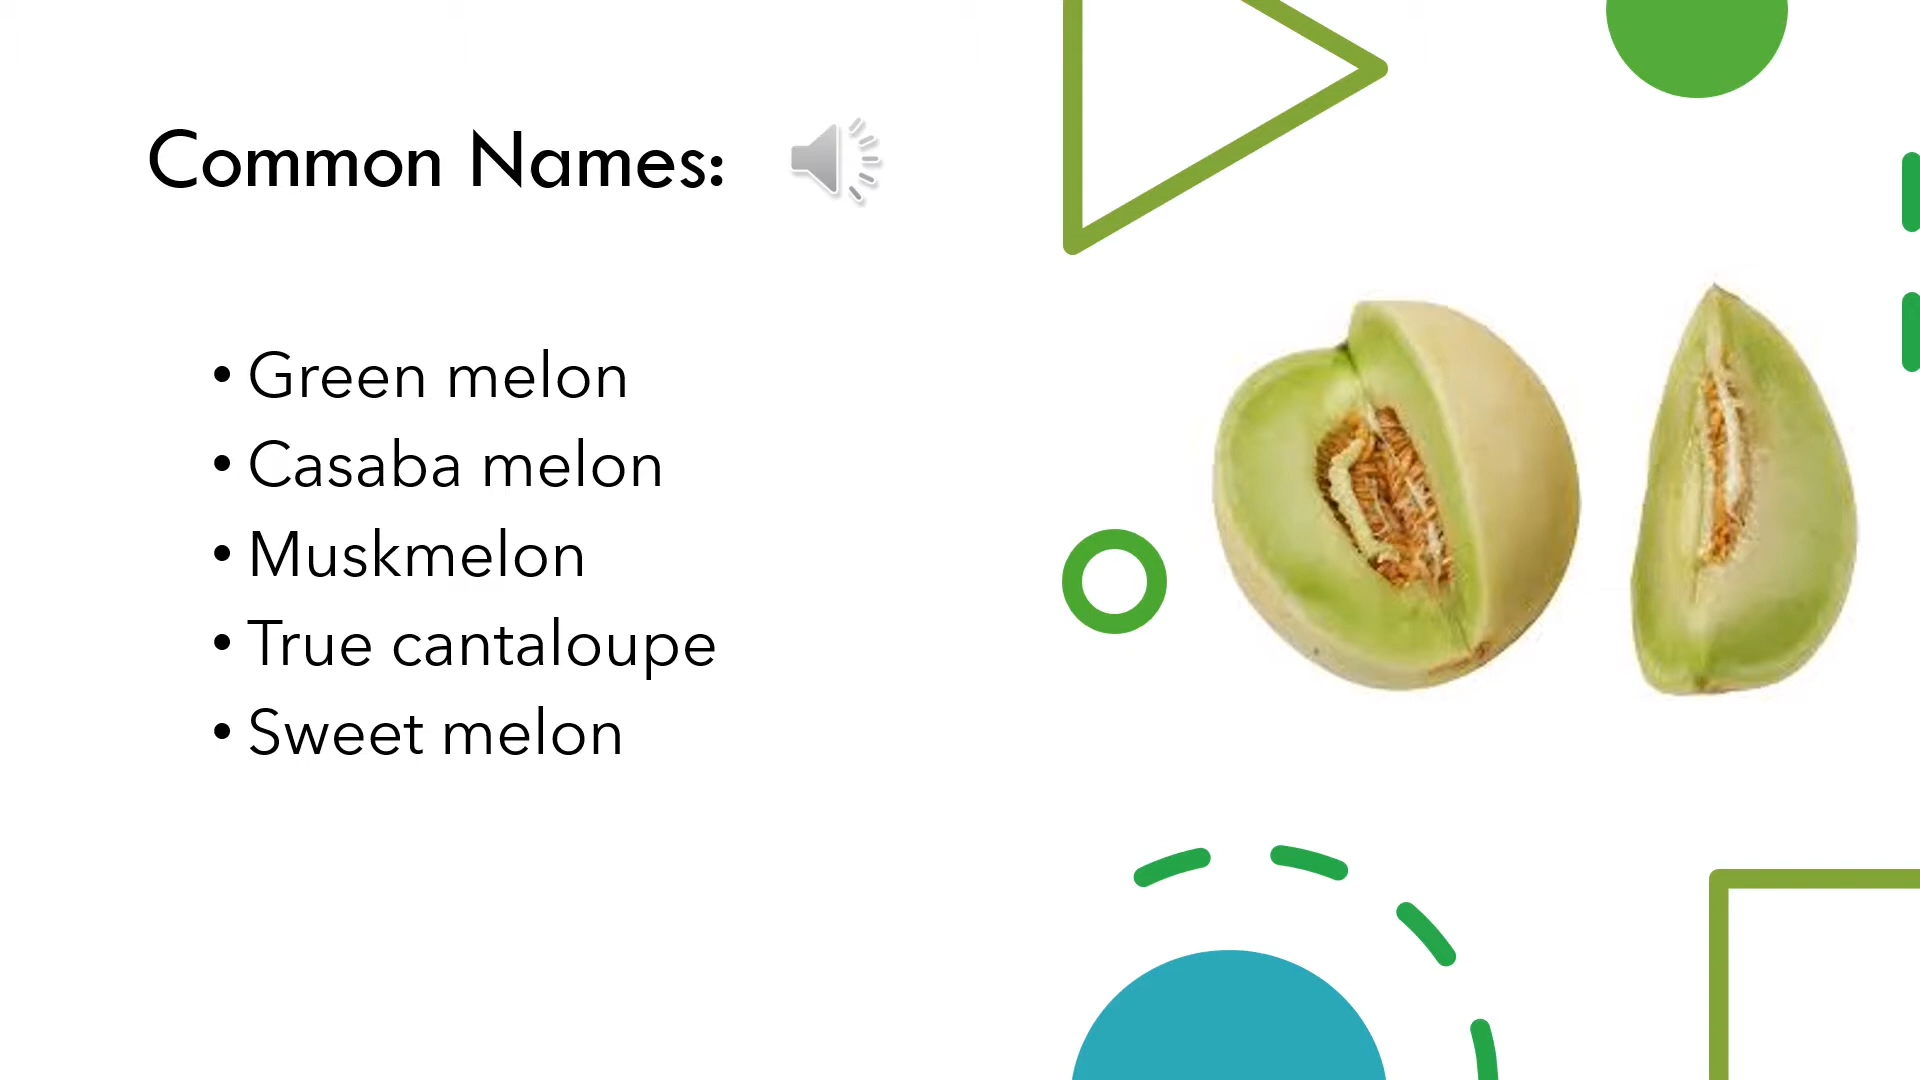 Common Names:
• Green melon
• Casaba melon
• Muskmelon
• True cantaloupe
• Sweet melon